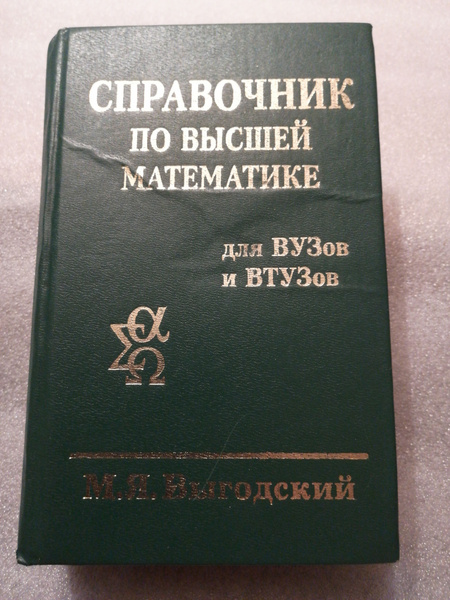 СПРАВОЧНИК
ПО ВЫСШЕЙ
МАТЕМАТИКЕ
для ВУЗов
и ВТУЗов
α
Σ
Ω
М.Я. Выгодский